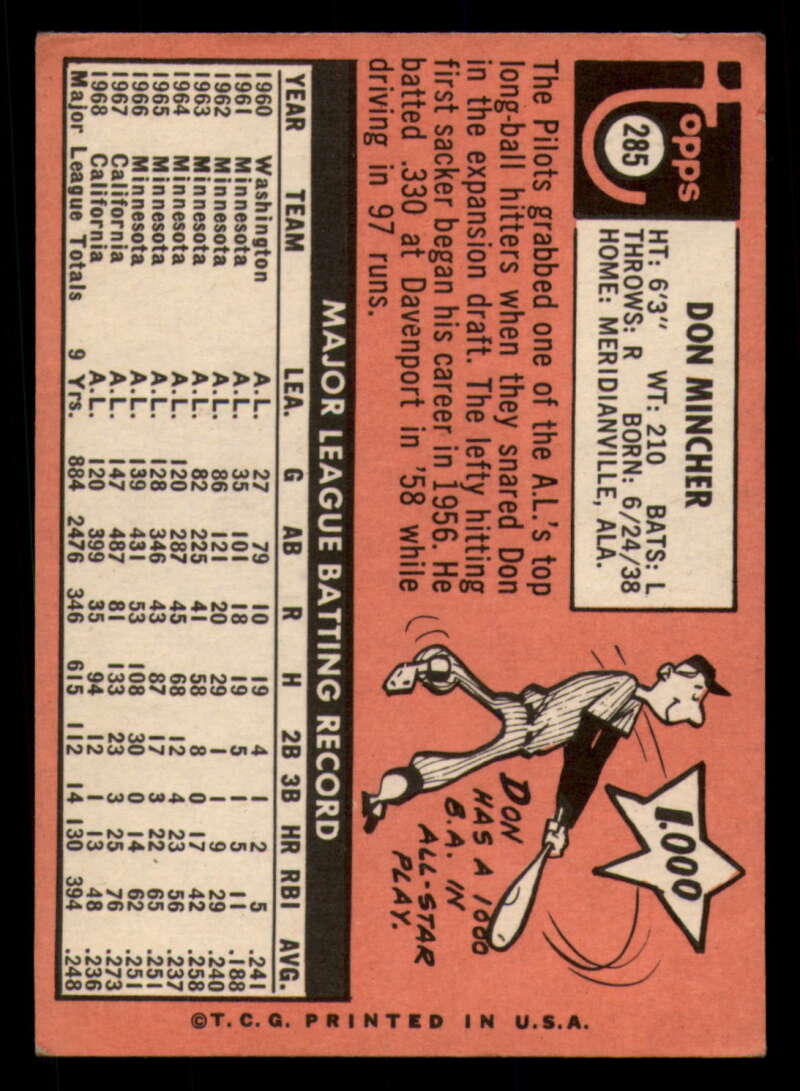 Topps
285
DON MINCHER
HT: 6'3" WT: 210 BATS: L
THROWS: R BORN: 6/24/38
HOME: MERIDIANVILLE, ALA.
The Pilots grabbed one of the A.L.'s top
long-ball hitters when they snared Don
in the expansion draft. The lefty hitting
first sacker began his career in 1956. He
batted .330 at Davenport in '58 while
driving in 97 runs.
1.000
DON
HAS A 1000
B.A. IN
ALL-STAR
PLAY.
MAJOR LEAGUE BATTING RECORD
YEAR TEAM LEA. G AB R H 2B 3B HR RBI AVG.
1960 Washington A.L. 27 79 10 19 4 1 2 5 .241
1961 Minnesota A.L. 35 101 18 19 5 1 5 11 .188
1962 Minnesota A.L. 86 121 20 29 1 1 9 29 .240
1963 Minnesota A.L. 82 225 41 58 8 0 17 42 .258
1964 Minnesota A.L. 120 287 45 68 12 4 23 56 .237
1965 Minnesota A.L. 128 346 43 87 17 3 22 65 .251
1966 Minnesota A.L. 139 431 53 108 30 0 14 62 .251
1967 California A.L. 147 487 81 133 23 3 25 76 .273
1968 California A.L. 120 399 35 94 12 1 13 48 .236
Major League Totals 9 Yrs. 884 2476 346 615 112 14 130 394 .248
©T.C.G. PRINTED IN U.S.A.